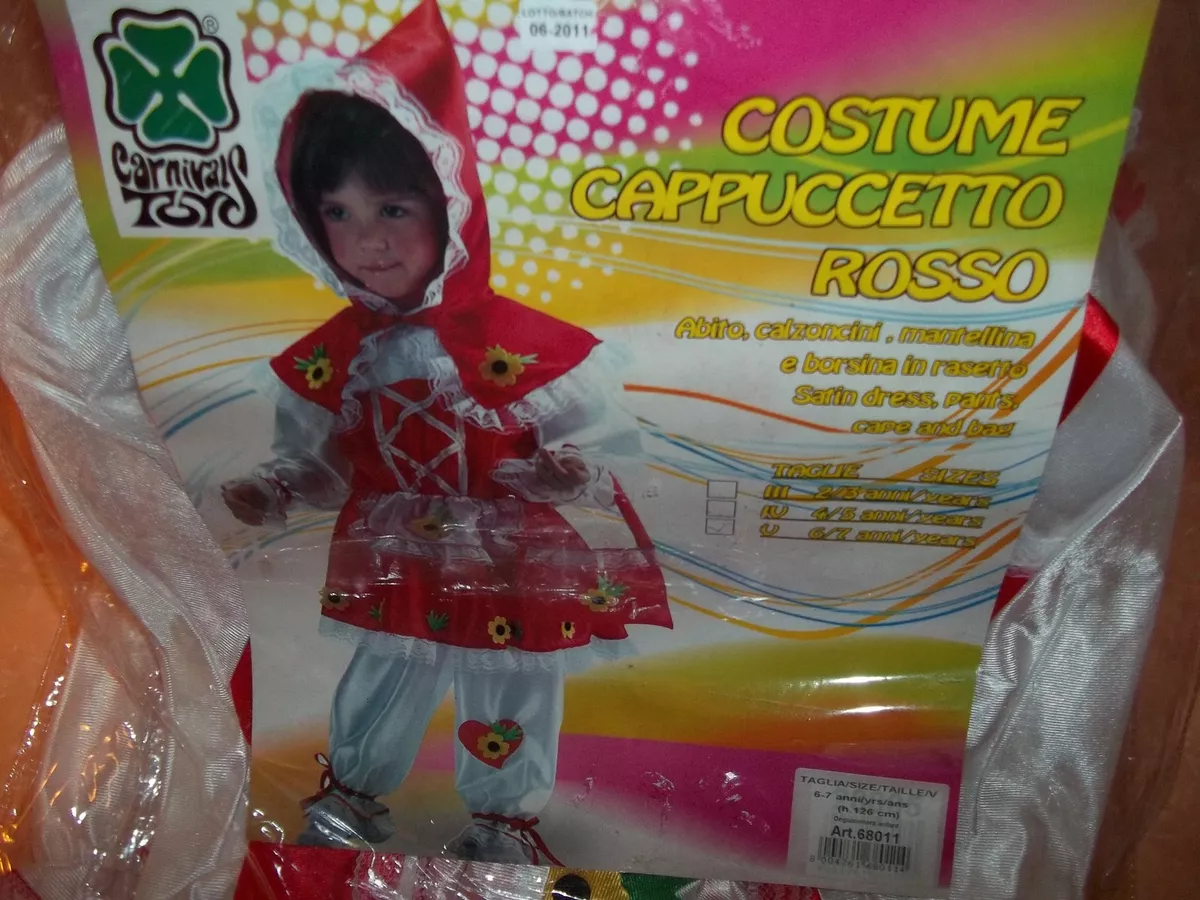 LOTTO/BATCH
06-2011
®
Carnival
Toys
COSTUME
CAPPUCCETTO
ROSSO
Abito, calzoncini , mantellina
e borsina in rasetto
Satin dress, pants,
cape and bag
TAGLIE SIZES
III 2/3 anni/years
IV 4/5 anni/years
V 6/7 anni/years
TAGLIA/SIZE/TAILLE/V
6-7 anni/yrs/ans
(h.126 cm)
Art.68011